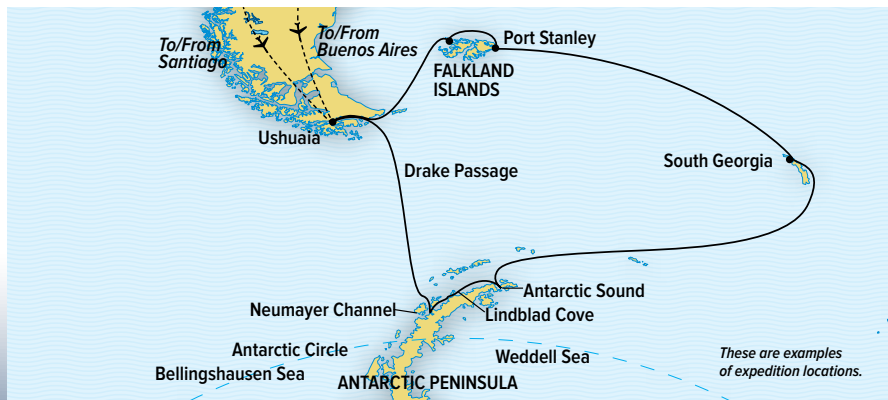 To/From
Santiago
To/From
Buenos Aires
Port Stanley
FALKLAND
ISLANDS
Ushuaia
Drake Passage
South Georgia
Antarctic Sound
Neumayer Channel
Lindblad Cove
Antarctic Circle
Weddell Sea
These are examples
of expedition locations.
Bellingshausen Sea
ANTARCTIC PENINSULA